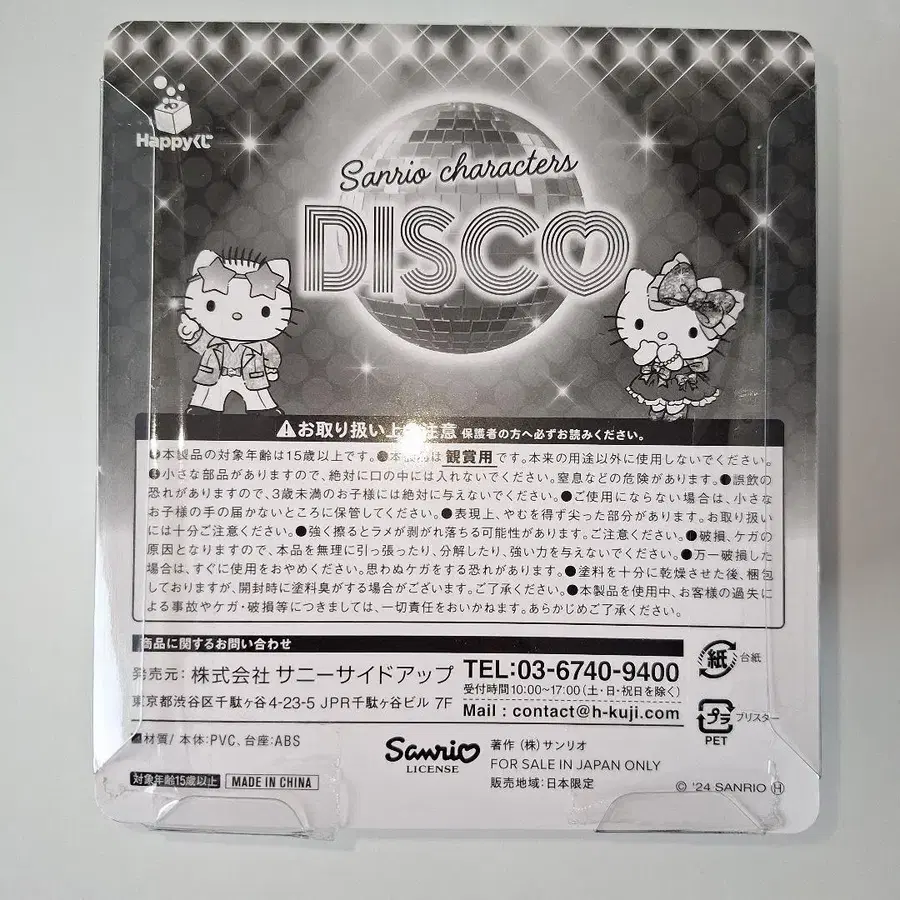 Happyくじ
Sanrio characters
DISCO
お取り扱い上 注意 保護者の方へ必ずお読みください。
本製品の対象年齢は15歳以上です。●本 は 観賞用 です。本来の用途以外に使用しないでください。
小さな部品がありますので、絶対に口の中には入れないでください。窒息などの危険があります。●誤飲の
恐れがありますので、3歳未満のお子様には絶対に与えないでください。●ご使用にならない場合は、小さな
お子様の手の届かないところに保管してください。●表現上、やむを得ず尖った部分があります。お取り扱い
には十分ご注意ください。●強く擦るとラメが剥がれ落ちる可能性があります。ご注意ください。●破損、ケガの
原因となりますので、本品を無理に引っ張ったり、分解したり、強い力を与えないでください。●万一破損した
場合は、すぐに使用をおやめください。思わぬケガをする恐れがあります。●塗料を十分に乾燥させた後、梱包
しておりますが、開封時に塗料臭がする場合がございます。ご了承ください。●本製品を使用中、お客様の過失に
よる事故やケガ・破損等につきましては、一切責任をおいかねます。あらかじめご了承ください。
商品に関するお問い合わせ
発売元:株式会社 サニーサイドアップ
東京都渋谷区千駄ヶ谷4-23-5 JPR千駄ヶ谷ビル 7F
TEL:03-6740-9400
受付時間10:00~17:00(土・日・祝日を除く)
Mail : contact@h-kuji.com
紙 台紙
プラ ブリスター
PET
■材質/ 本体:PVC、台座:ABS
対象年齢15歳以上 MADE IN CHINA
Sanrio
LICENSE
著作 (株)サンリオ
FOR SALE IN JAPAN ONLY
販売地域:日本限定
© '24 SANRIO Ⓗ